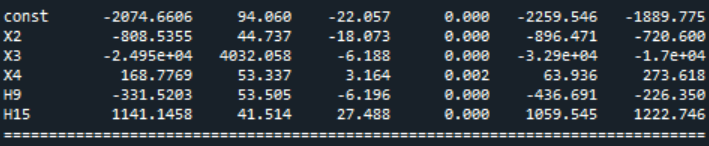 const -2074.6606 94.060 -22.057 0.000 -2259.546 -1889.775
X2 -808.5355 44.737 -18.073 0.000 -896.471 -720.600
X3 -2.495e+04 4032.058 -6.188 0.000 -3.29e+04 -1.7e+04
X4 168.7769 53.337 3.164 0.002 63.936 273.618
H9 -331.5203 53.505 -6.196 0.000 -436.691 -226.350
H15 1141.1458 41.514 27.488 0.000 1059.545 1222.746
==============================================================================